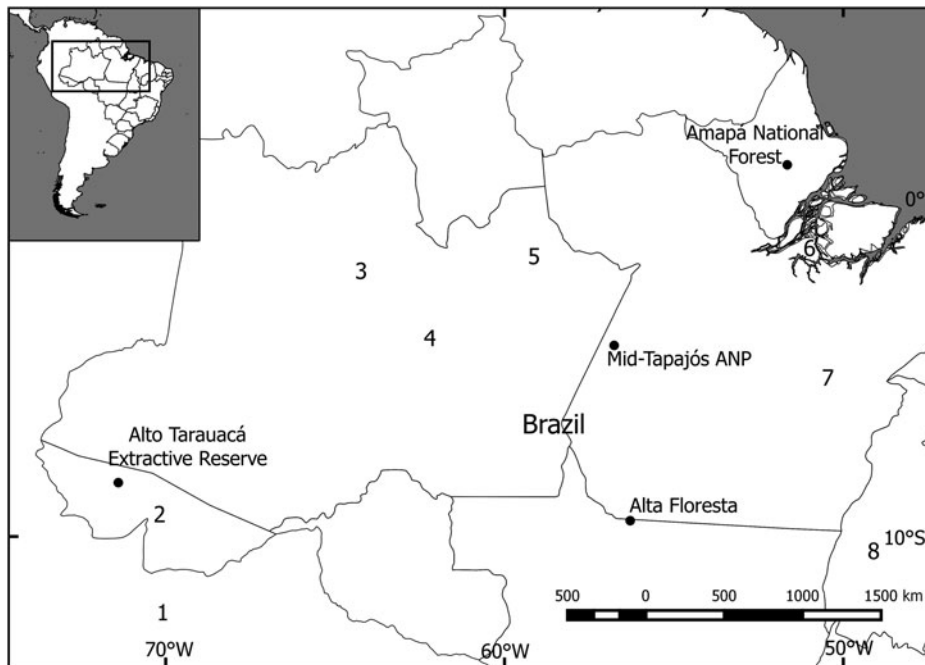 Amapá National
Forest
0°
6
5
3
4
Mid-Tapajós ANP
7
Brazil
Alto Tarauacá
Extractive Reserve
2
Alta Floresta
10°S
8
500 0 500 1000 1500 km
1
70°W
60°W
50°W